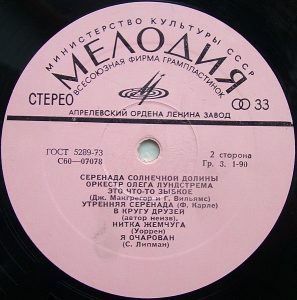 МИНИСТЕРСТВО КУЛЬТУРЫ СССР
МЕЛОДИЯ
ВСЕСОЮЗНАЯ ФИРМА ГРАМПЛАСТИНОК
СТЕРЕО
33
АПРЕЛЕВСКИЙ ОРДЕНА ЛЕНИНА ЗАВОД
ГОСТ 5289-73
С60—07078
2 сторона
Гр. 3. 1-90
СЕРЕНАДА СОЛНЕЧНОЙ ДОЛИНЫ
ОРКЕСТР ОЛЕГА ЛУНДСТРЕМА
ЭТО ЧТО-ТО ЗЫБКОЕ
(Дж. Мангрегор и Г. Вильямс)
УТРЕННЯЯ СЕРЕНАДА (Ф. Карле)
В КРУГУ ДРУЗЕЙ
(автор неизв.)
НИТКА ЖЕМЧУГА
(Уоррен)
Я ОЧАРОВАН
(С. Липман)